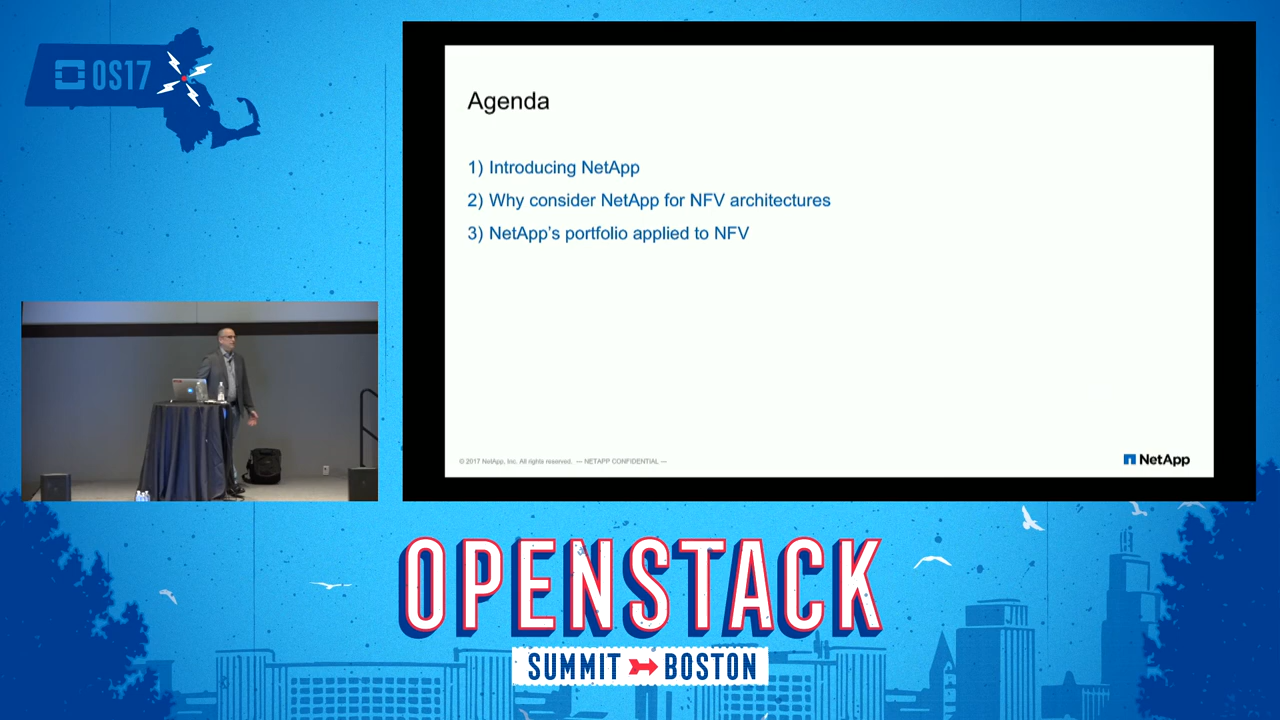 OS17
Agenda
1) Introducing NetApp
2) Why consider NetApp for NFV architectures
3) NetApp's portfolio applied to NFV
© 2017 NetApp, Inc. All rights reserved. — NETAPP CONFIDENTIAL —
NetApp
OPENSTACK
SUMMIT BOSTON